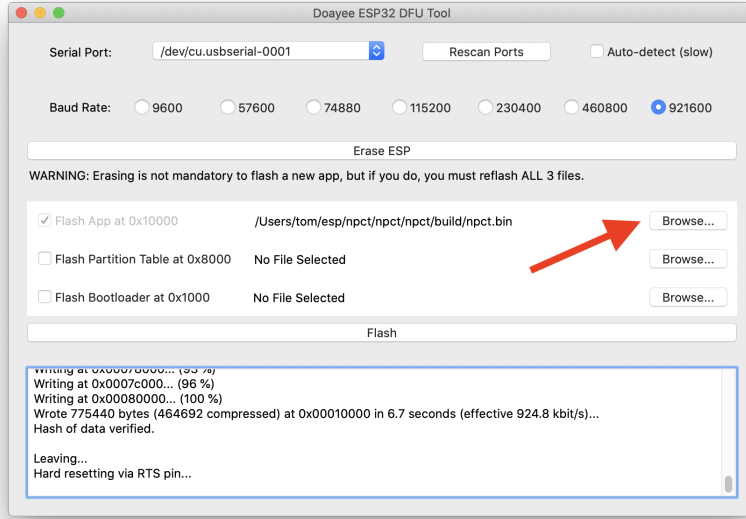 Doayee ESP32 DFU Tool
Serial Port: /dev/cu.usbserial-0001 Rescan Ports Auto-detect (slow)
Baud Rate: 9600 57600 74880 115200 230400 460800 921600
Erase ESP
WARNING: Erasing is not mandatory to flash a new app, but if you do, you must reflash ALL 3 files.
Flash App at 0x10000 /Users/tom/esp/npct/npct/npct/build/npct.bin Browse...
Flash Partition Table at 0x8000 No File Selected Browse...
Flash Bootloader at 0x1000 No File Selected Browse...
Flash
Writing at 0x00078000... (93 %)
Writing at 0x0007c000... (96 %)
Writing at 0x00080000... (100 %)
Wrote 775440 bytes (464692 compressed) at 0x00010000 in 6.7 seconds (effective 924.8 kbit/s)...
Hash of data verified.
Leaving...
Hard resetting via RTS pin...